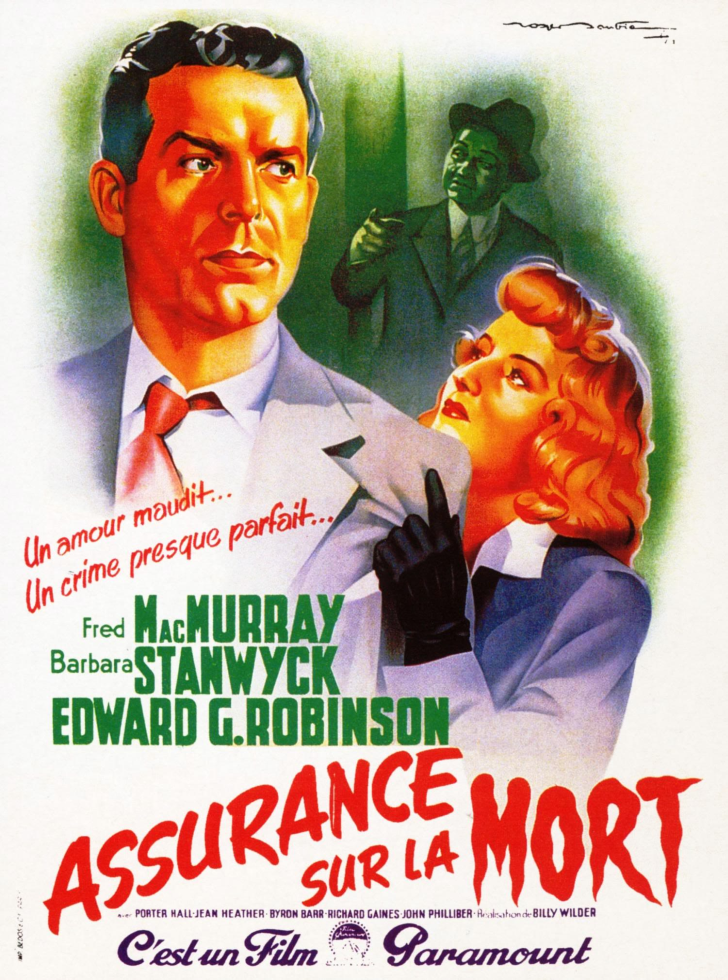 Un amour maudit...
Un crime presque parfait...
Fred MacMURRAY
Barbara STANWYCK
EDWARD G. ROBINSON
ASSURANCE
SUR LA MORT
avec PORTER HALL · JEAN HEATHER · BYRON BARR · RICHARD GAINES · JOHN PHILLIBER · Réalisation de BILLY WILDER
C'est un Film Paramount